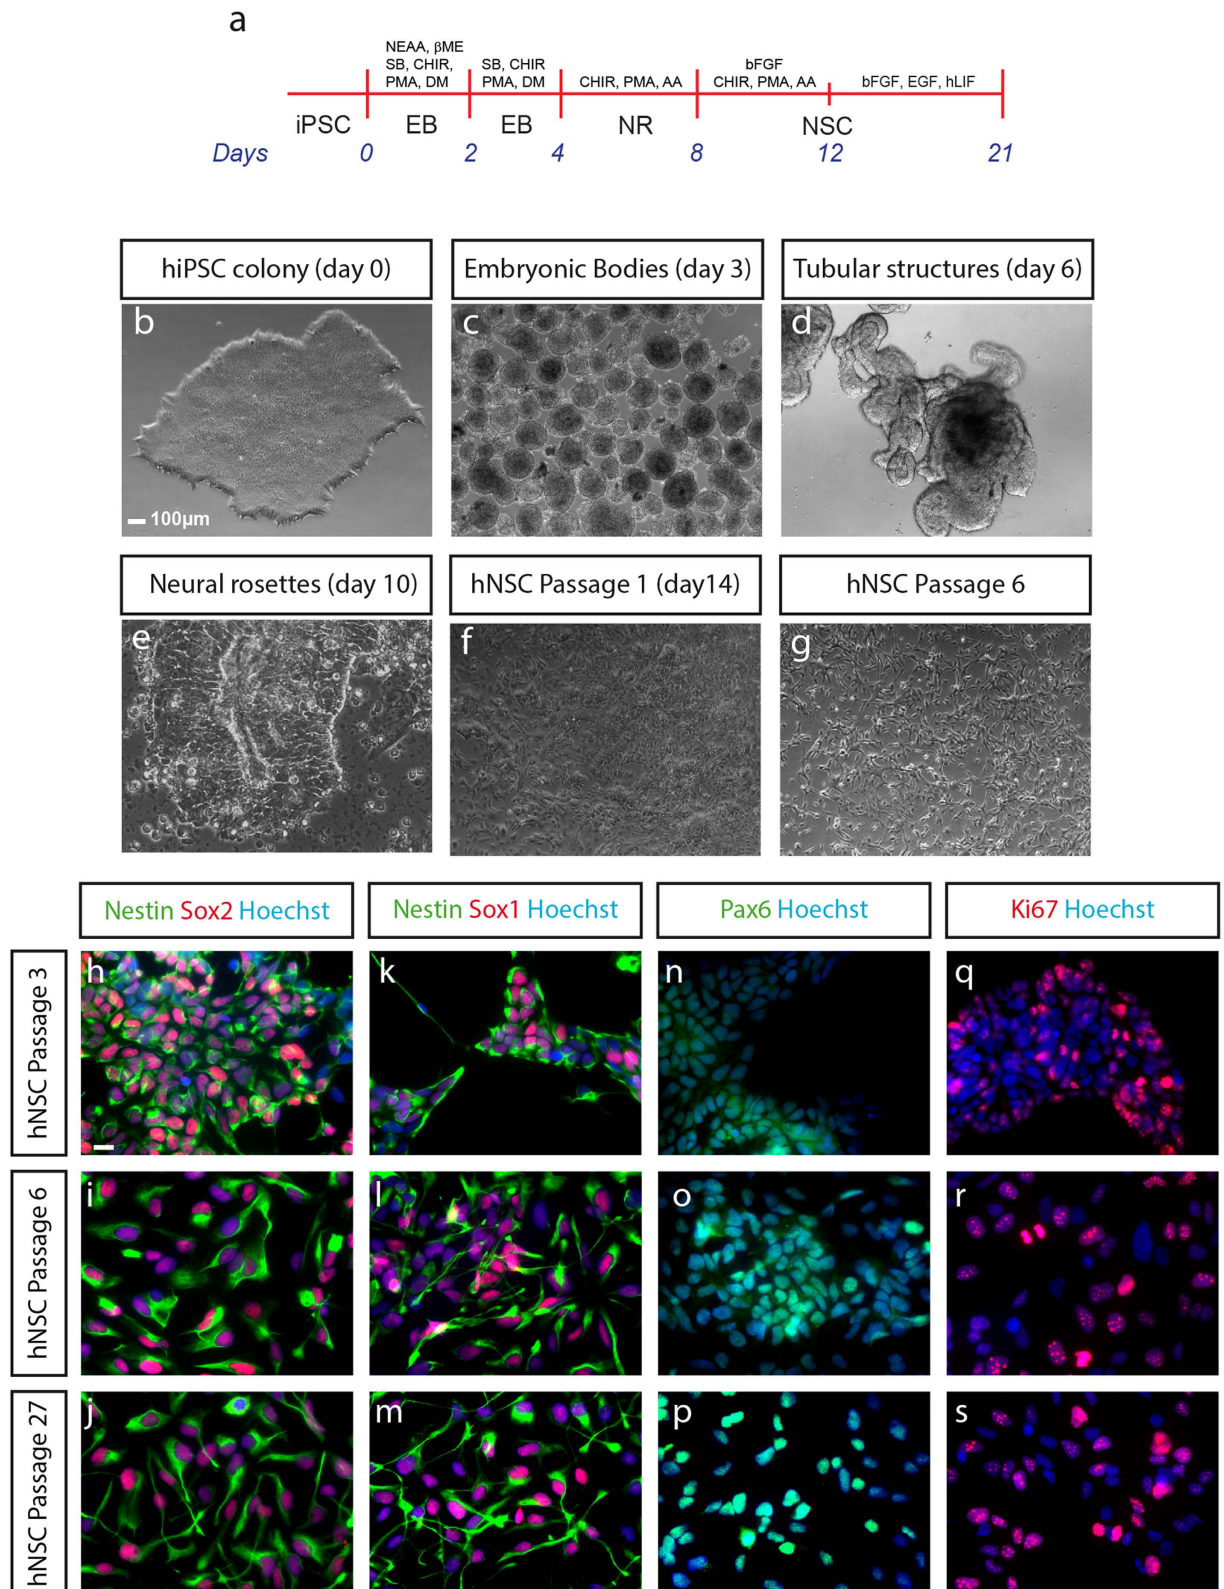 a
NEAA, βME
SB, CHIR,
PMA, DM
SB, CHIR
PMA, DM
CHIR, PMA, AA
bFGF
CHIR, PMA, AA
bFGF, EGF, hLIF
iPSC EB EB NR NSC
Days 0 2 4 8 12 21
hiPSC colony (day 0)
Embryonic Bodies (day 3)
Tubular structures (day 6)
b
100µm
c
d
Neural rosettes (day 10)
hNSC Passage 1 (day14)
hNSC Passage 6
e
f
g
Nestin Sox2 Hoechst
Nestin Sox1 Hoechst
Pax6 Hoechst
Ki67 Hoechst
hNSC Passage 3
h
k
n
q
hNSC Passage 6
i
l
o
r
hNSC Passage 27
j
m
p
s